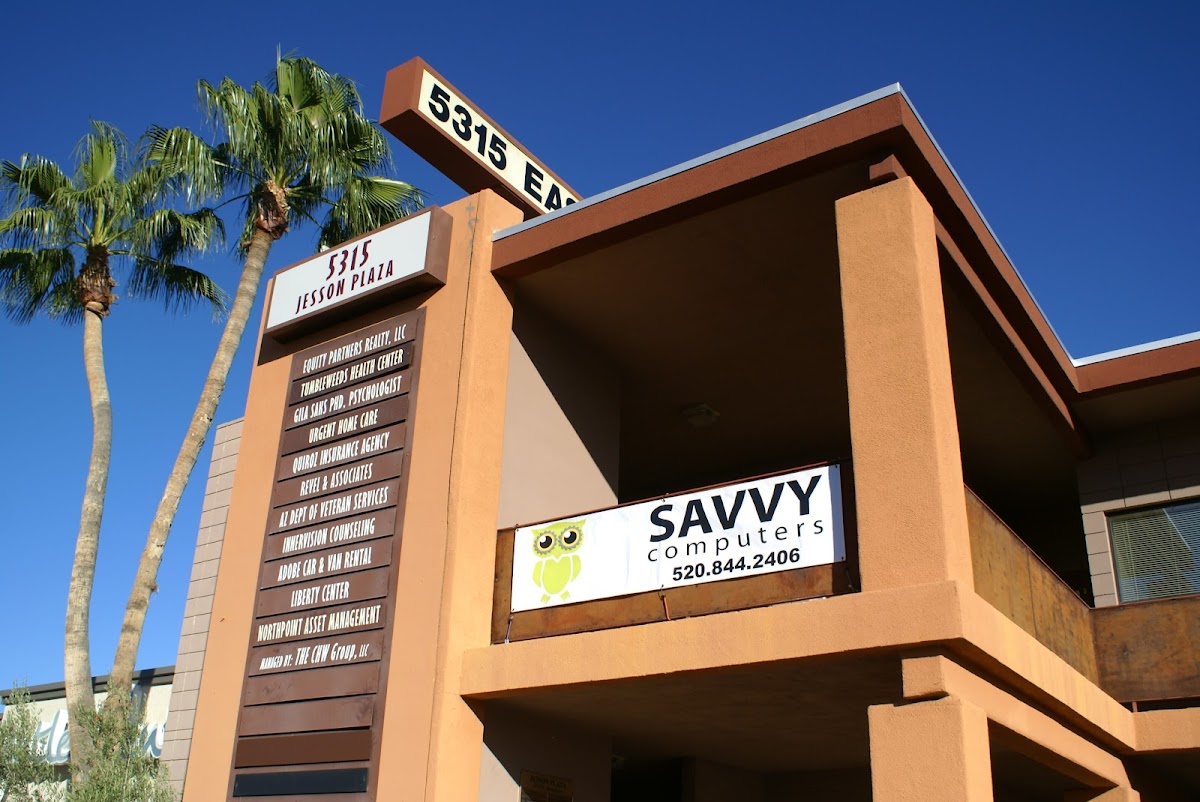 5315 EAS
5315
JESSON PLAZA
EQUITY PARTNERS REALTY, LLC
TUMBLEWEEDS HEALTH CENTER
GILA SAKS PHD, PSYCHOLOGIST
URGENT HOME CARE
QUIROZ INSURANCE AGENCY
REVEL & ASSOCIATES
AZ DEPT OF VETERAN SERVICES
INNERVISION COUNSELING
ADOBE CAR & VAN RENTAL
LIBERTY CENTER
NORTHPOINT ASSET MANAGEMENT
MANAGED BY: THE CHW Group, LLC
SAVVY
computers
520.844.2406